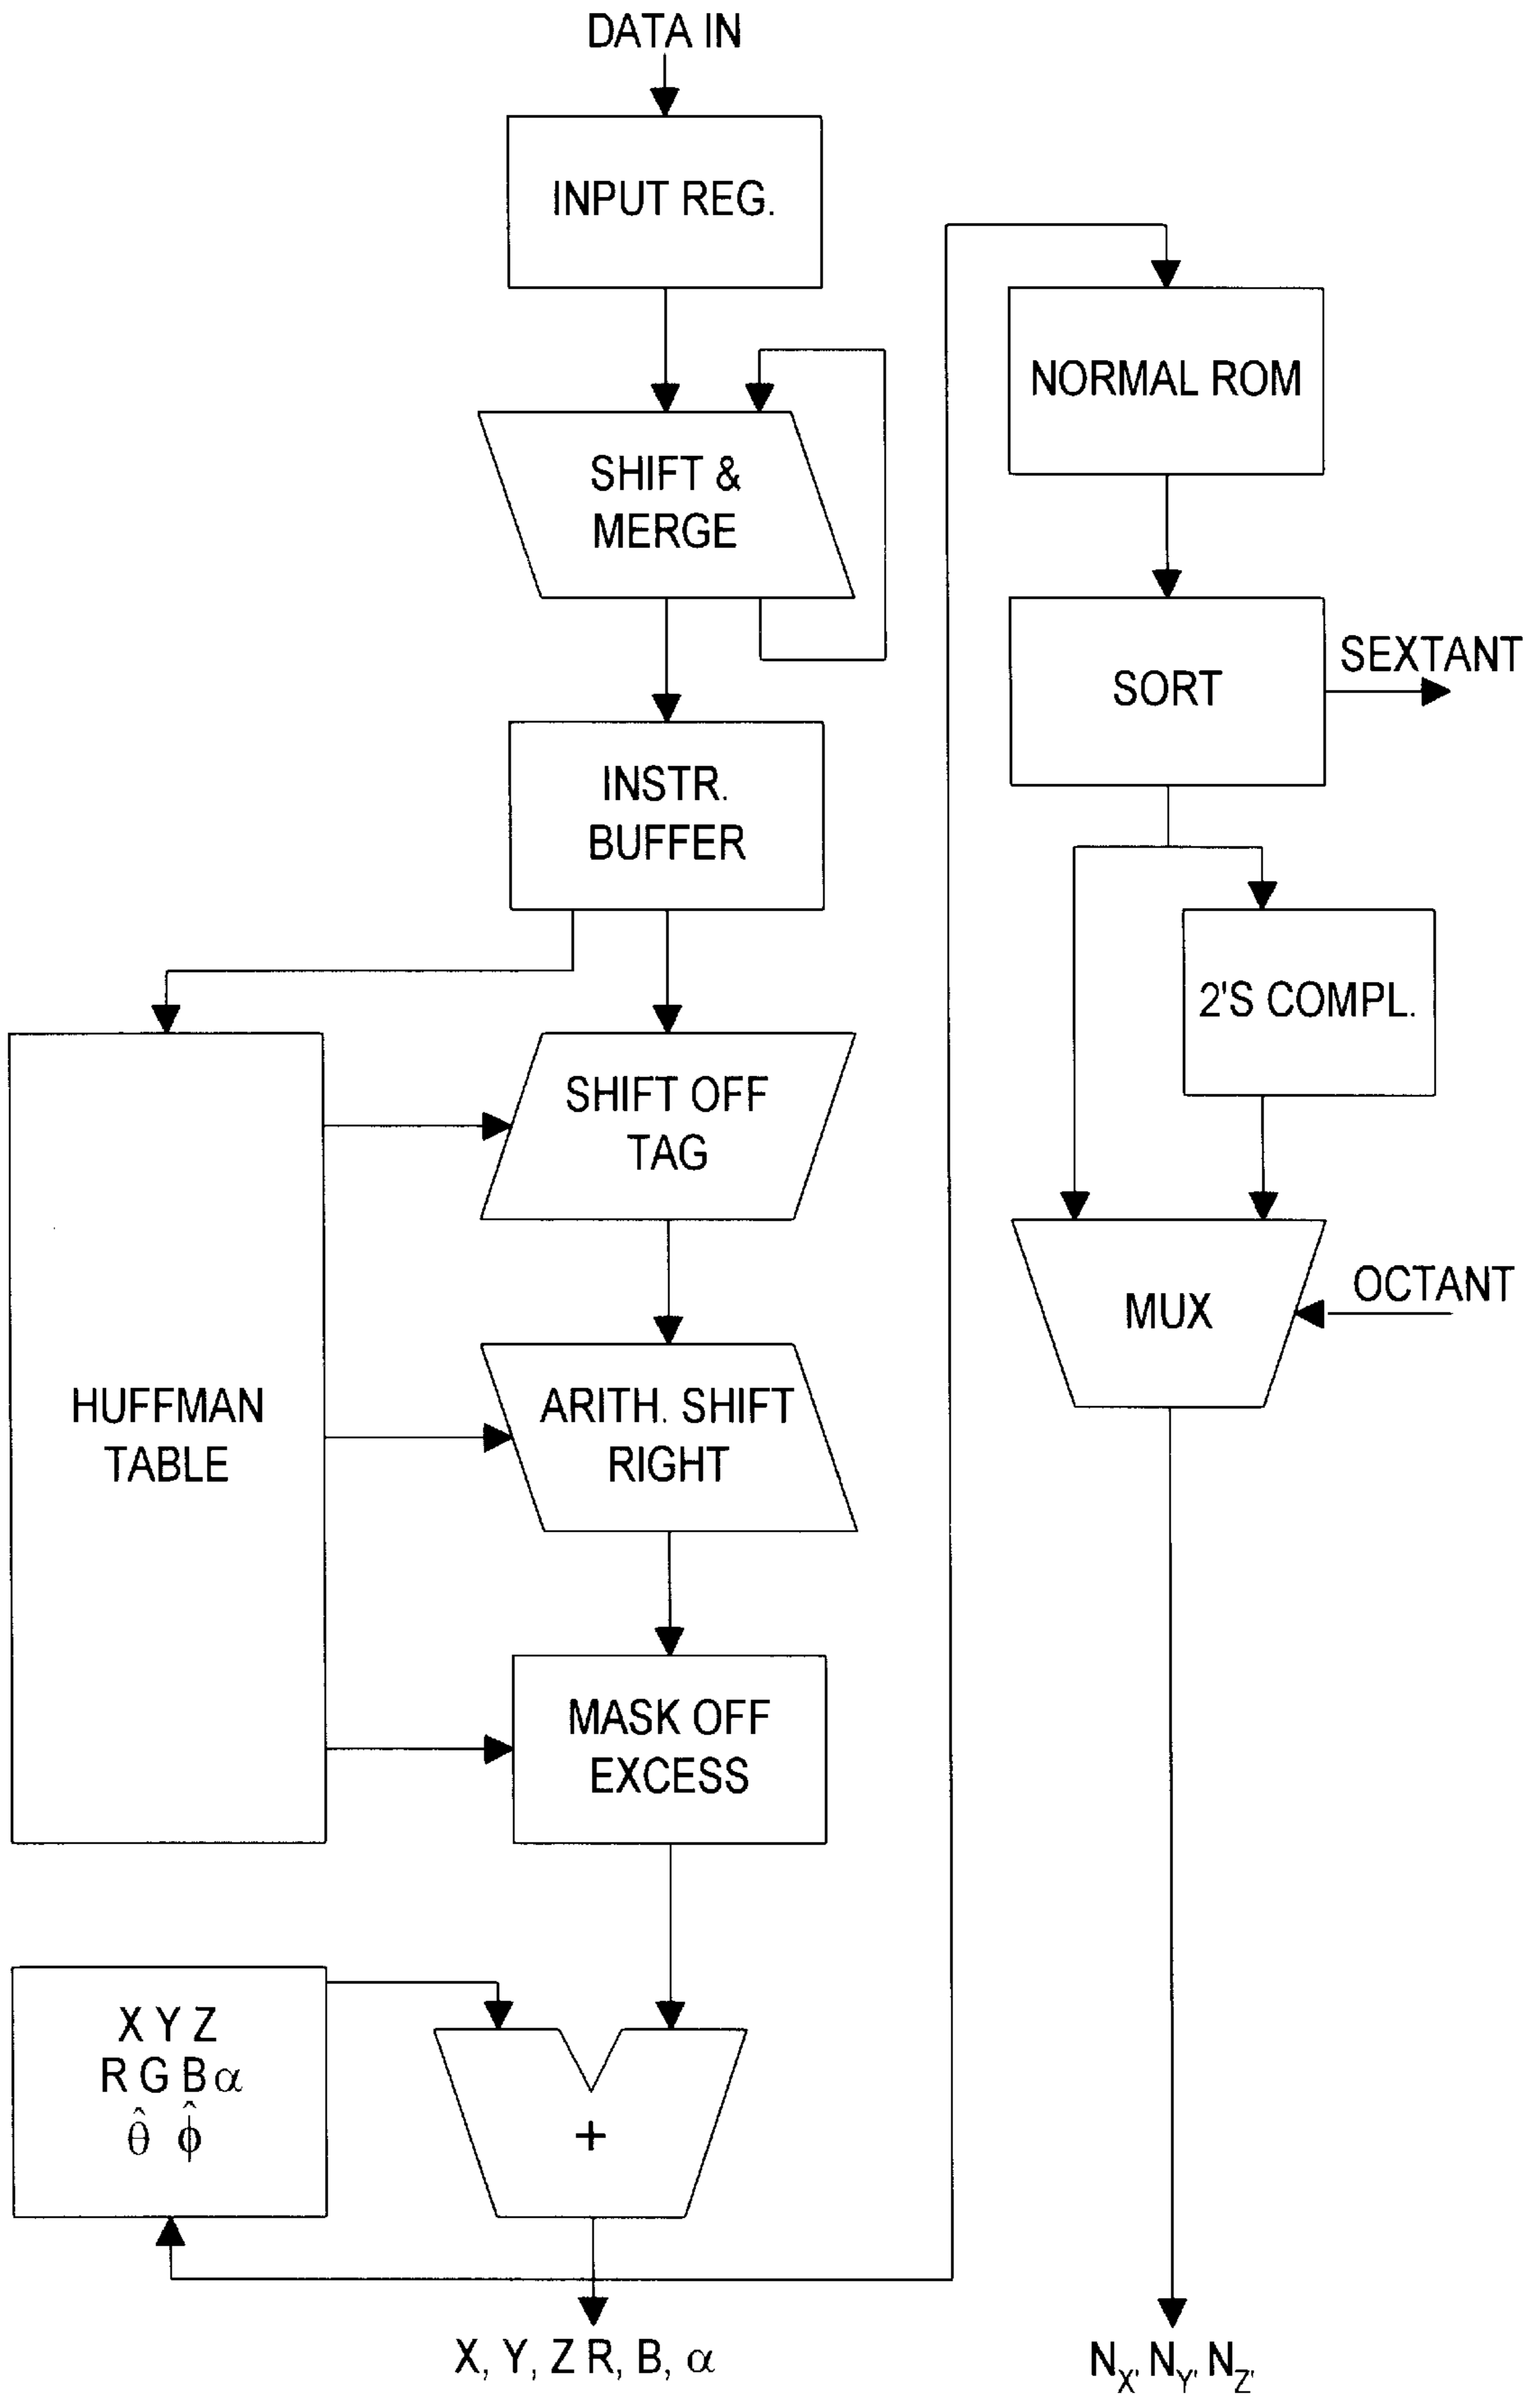 DATA IN
INPUT REG.
SHIFT &
MERGE
INSTR.
BUFFER
HUFFMAN
TABLE
SHIFT OFF
TAG
ARITH. SHIFT
RIGHT
MASK OFF
EXCESS
X Y Z
R G B α
θ̂ ϕ̂
+
X, Y, Z R, B, α
NORMAL ROM
SORT
SEXTANT
2'S COMPL.
MUX
OCTANT
N_X, N_Y, N_Z,